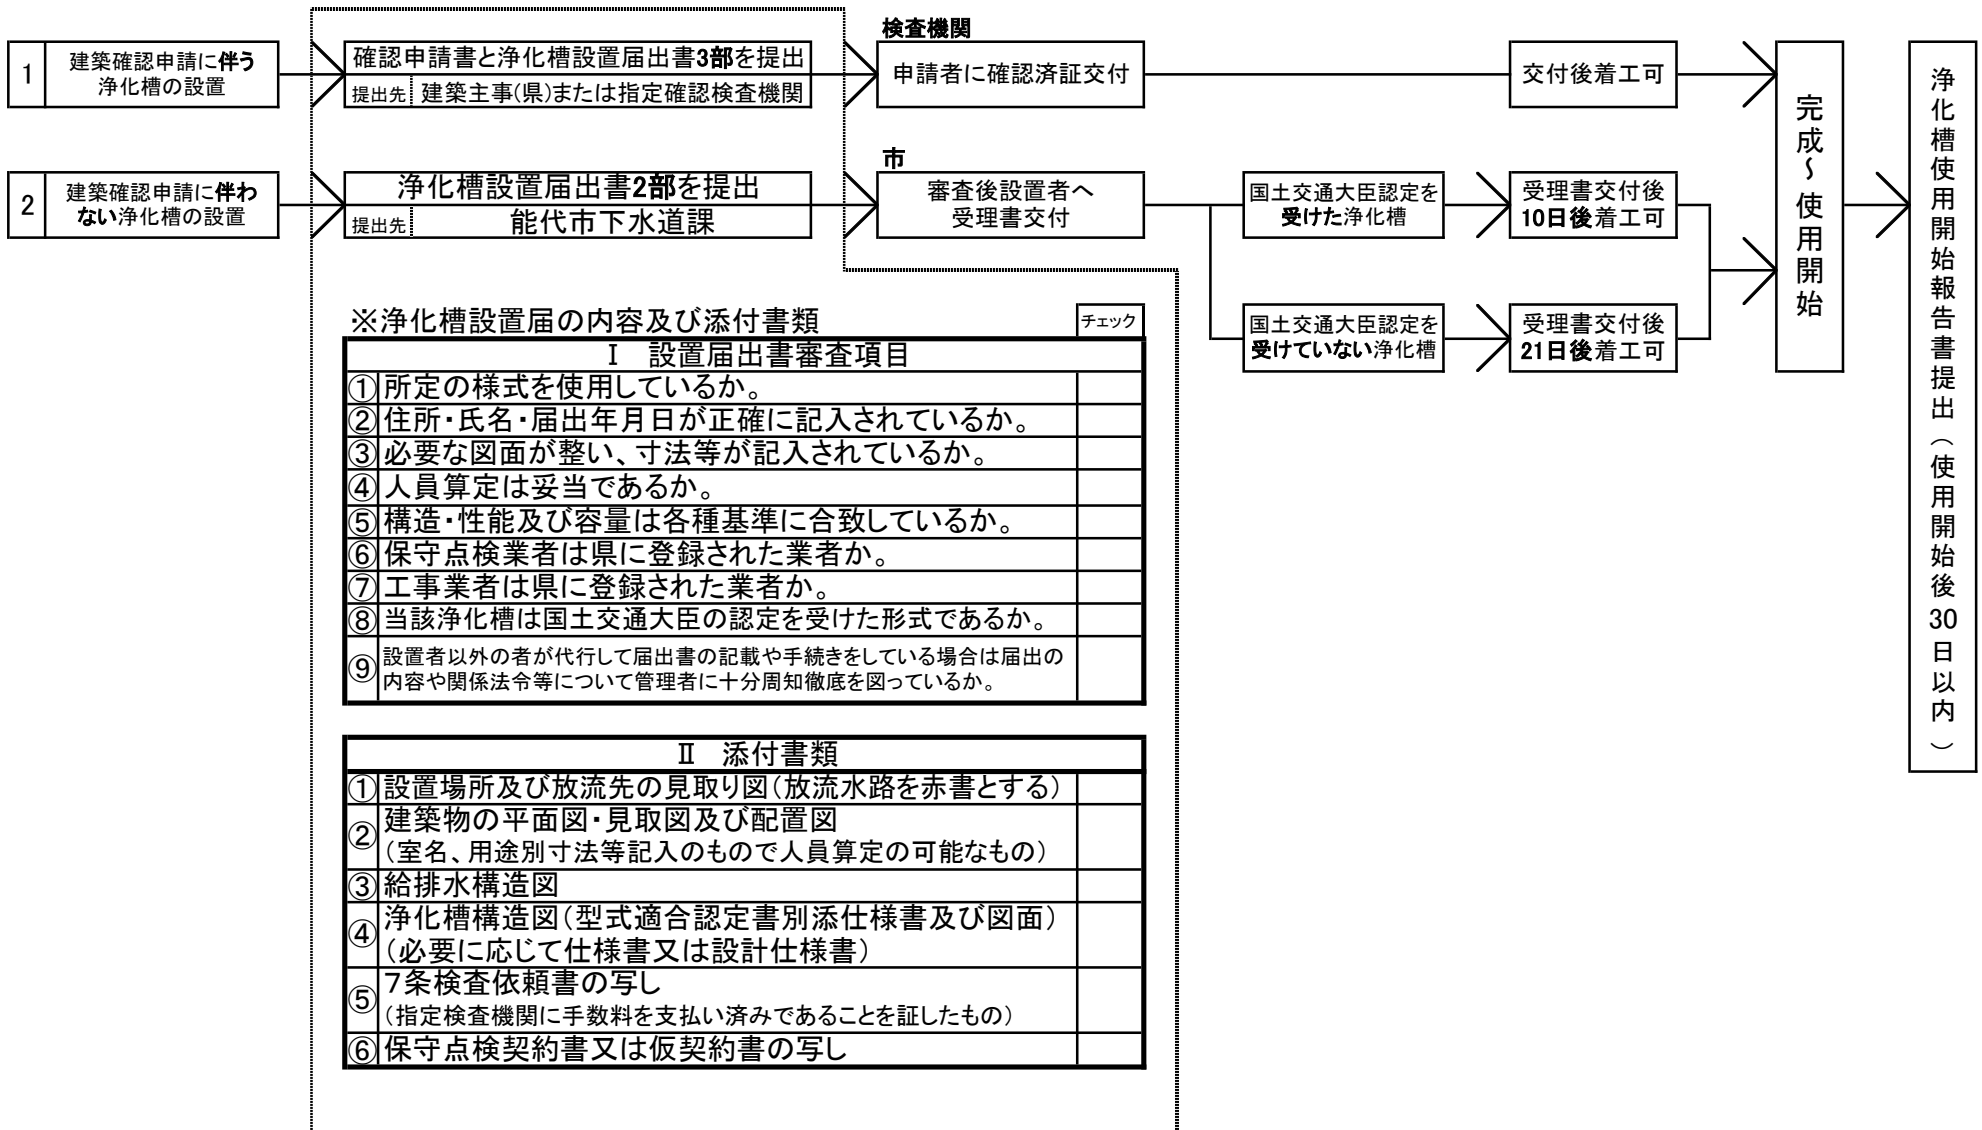 1
建築確認申請に伴う
浄化槽の設置
確認申請書と浄化槽設置届出書3部を提出
提出先 建築主事(県)または指定確認検査機関
検査機関
申請者に確認済証交付
交付後着工可
2
建築確認申請に伴わ
ない浄化槽の設置
浄化槽設置届出書2部を提出
提出先 能代市下水道課
市
審査後設置者へ
受理書交付
国土交通大臣認定を
受けた浄化槽
受理書交付後
10日後着工可
国土交通大臣認定を
受けていない浄化槽
受理書交付後
21日後着工可
完成~使用開始
浄化槽使用開始報告書提出(使用開始後30日以内)
※浄化槽設置届の内容及び添付書類
チェック
Ⅰ 設置届出書審査項目
①所定の様式を使用しているか。
②住所・氏名・届出年月日が正確に記入されているか。
③必要な図面が整い、寸法等が記入されているか。
④人員算定は妥当であるか。
⑤構造・性能及び容量は各種基準に合致しているか。
⑥保守点検業者は県に登録された業者か。
⑦工事業者は県に登録された業者か。
⑧当該浄化槽は国土交通大臣の認定を受けた形式であるか。
⑨設置者以外の者が代行して届出書の記載や手続きをしている場合は届出の
内容や関係法令等について管理者に十分周知徹底を図っているか。
Ⅱ 添付書類
①設置場所及び放流先の見取り図(放流水路を赤書とする)
②建築物の平面図・見取図及び配置図
(室名、用途別寸法等記入のもので人員算定の可能なもの)
③給排水構造図
④浄化槽構造図(型式適合認定書別添仕様書及び図面)
(必要に応じて仕様書又は設計仕様書)
⑤7条検査依頼書の写し
(指定検査機関に手数料を支払い済みであることを証したもの)
⑥保守点検契約書又は仮契約書の写し